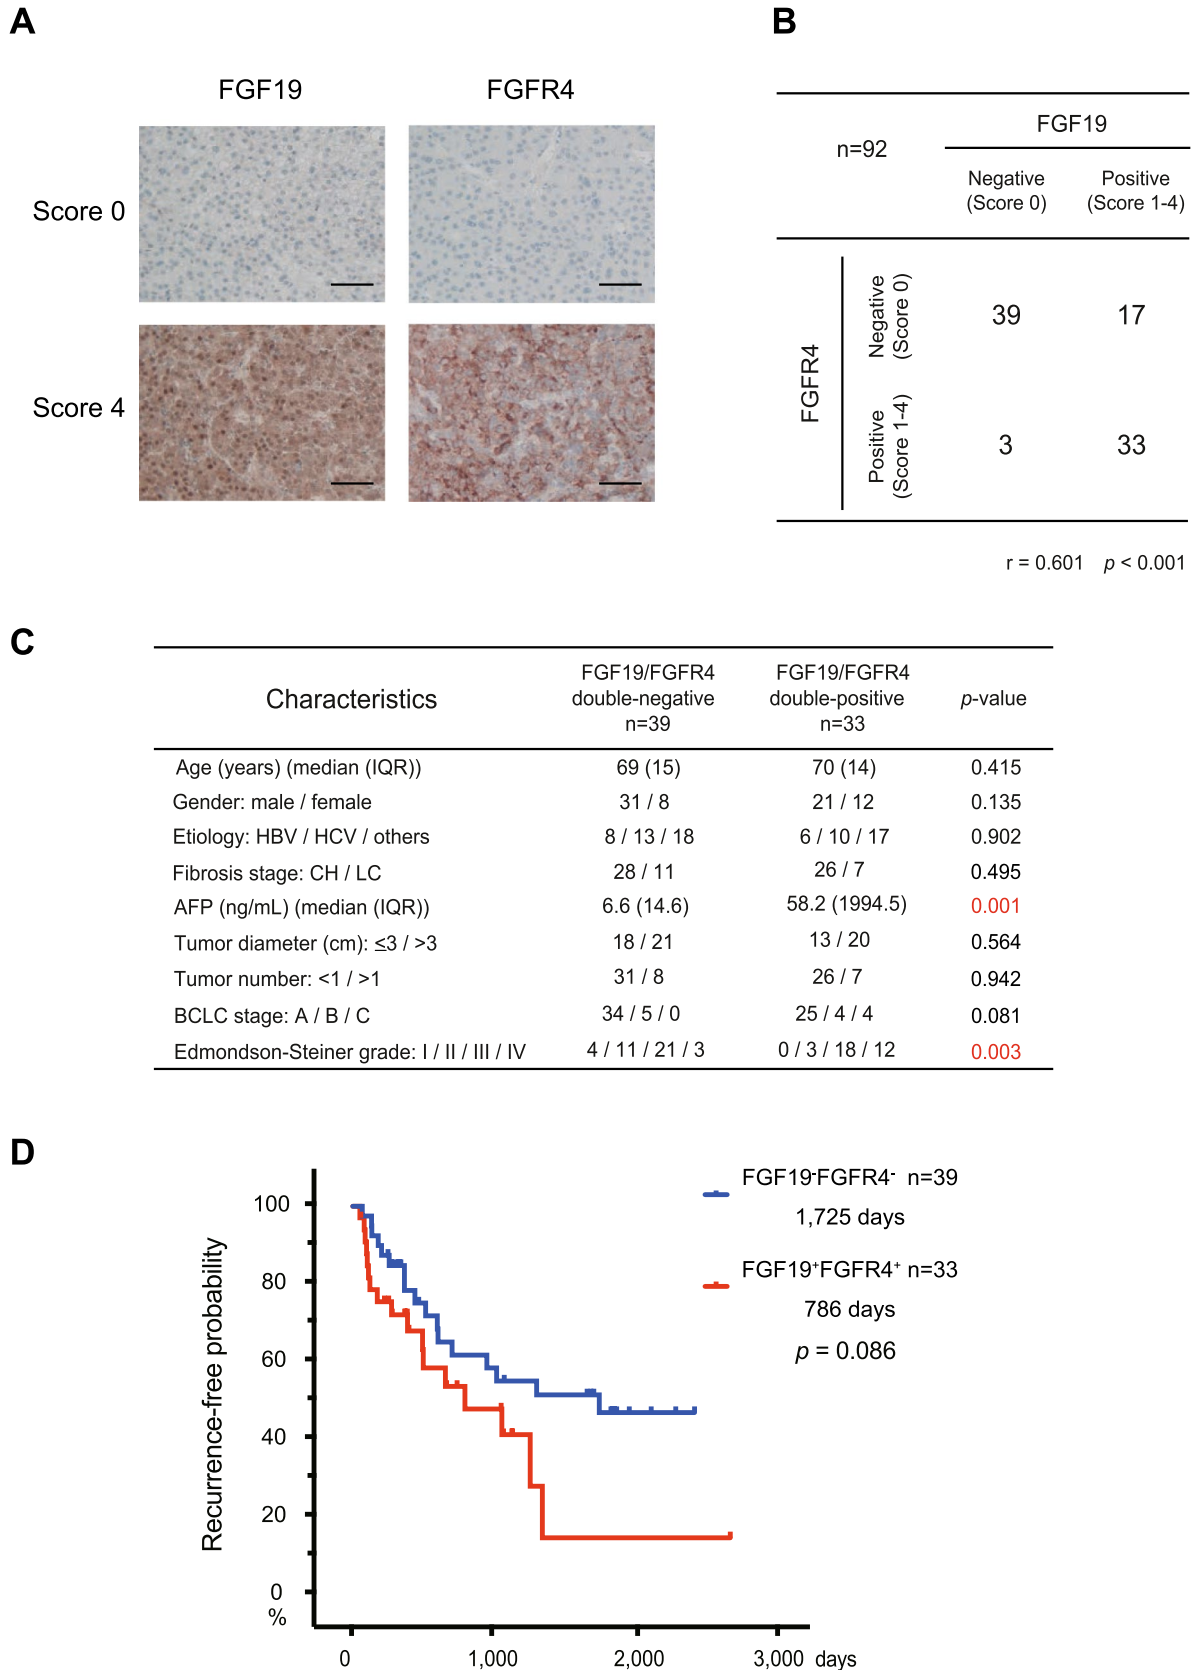 A
FGF19 FGFR4
Score 0
Score 4
B
n=92
FGF19
Negative (Score 0)
Positive (Score 1-4)
FGFR4
Negative (Score 0)
39 17
Positive (Score 1-4)
3 33
r = 0.601 p < 0.001
C
Characteristics
FGF19/FGFR4 double-negative n=39
FGF19/FGFR4 double-positive n=33
p-value
Age (years) (median (IQR)) 69 (15) 70 (14) 0.415
Gender: male / female 31 / 8 21 / 12 0.135
Etiology: HBV / HCV / others 8 / 13 / 18 6 / 10 / 17 0.902
Fibrosis stage: CH / LC 28 / 11 26 / 7 0.495
AFP (ng/mL) (median (IQR)) 6.6 (14.6) 58.2 (1994.5) 0.001
Tumor diameter (cm): ≤3 / >3 18 / 21 13 / 20 0.564
Tumor number: <1 / >1 31 / 8 26 / 7 0.942
BCLC stage: A / B / C 34 / 5 / 0 25 / 4 / 4 0.081
Edmondson-Steiner grade: I / II / III / IV 4 / 11 / 21 / 3 0 / 3 / 18 / 12 0.003
D
Recurrence-free probability
100
80
60
40
20
0
%
0 1,000 2,000 3,000 days
FGF19⁻FGFR4⁻ n=39
1,725 days
FGF19⁺FGFR4⁺ n=33
786 days
p = 0.086